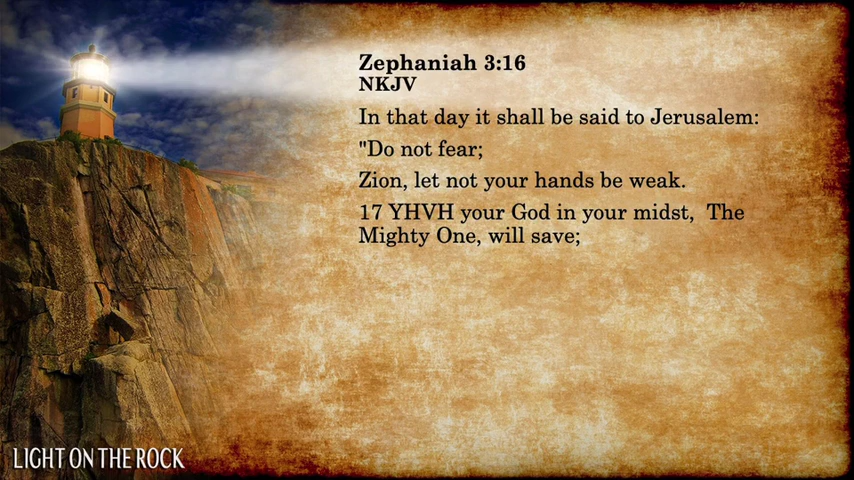 Zephaniah 3:16
NKJV
In that day it shall be said to Jerusalem:
"Do not fear;
Zion, let not your hands be weak.
17 YHVH your God in your midst,  The
Mighty One, will save;
LIGHT ON THE ROCK